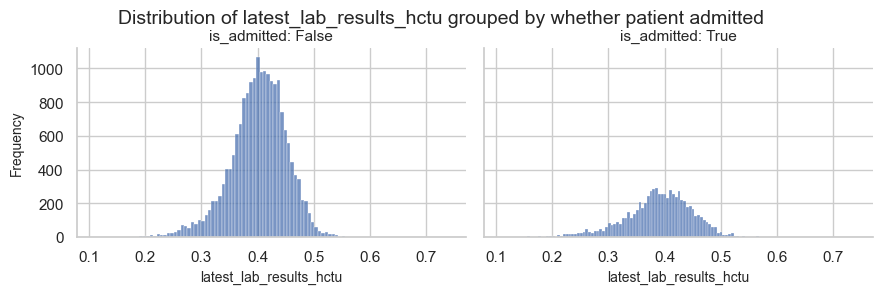 Distribution of latest_lab_results_hctu grouped by whether patient admitted
is_admitted: False
is_admitted: True
Frequency
1000
800
600
400
200
0
0.1 0.2 0.3 0.4 0.5 0.6 0.7
0.1 0.2 0.3 0.4 0.5 0.6 0.7
latest_lab_results_hctu
latest_lab_results_hctu